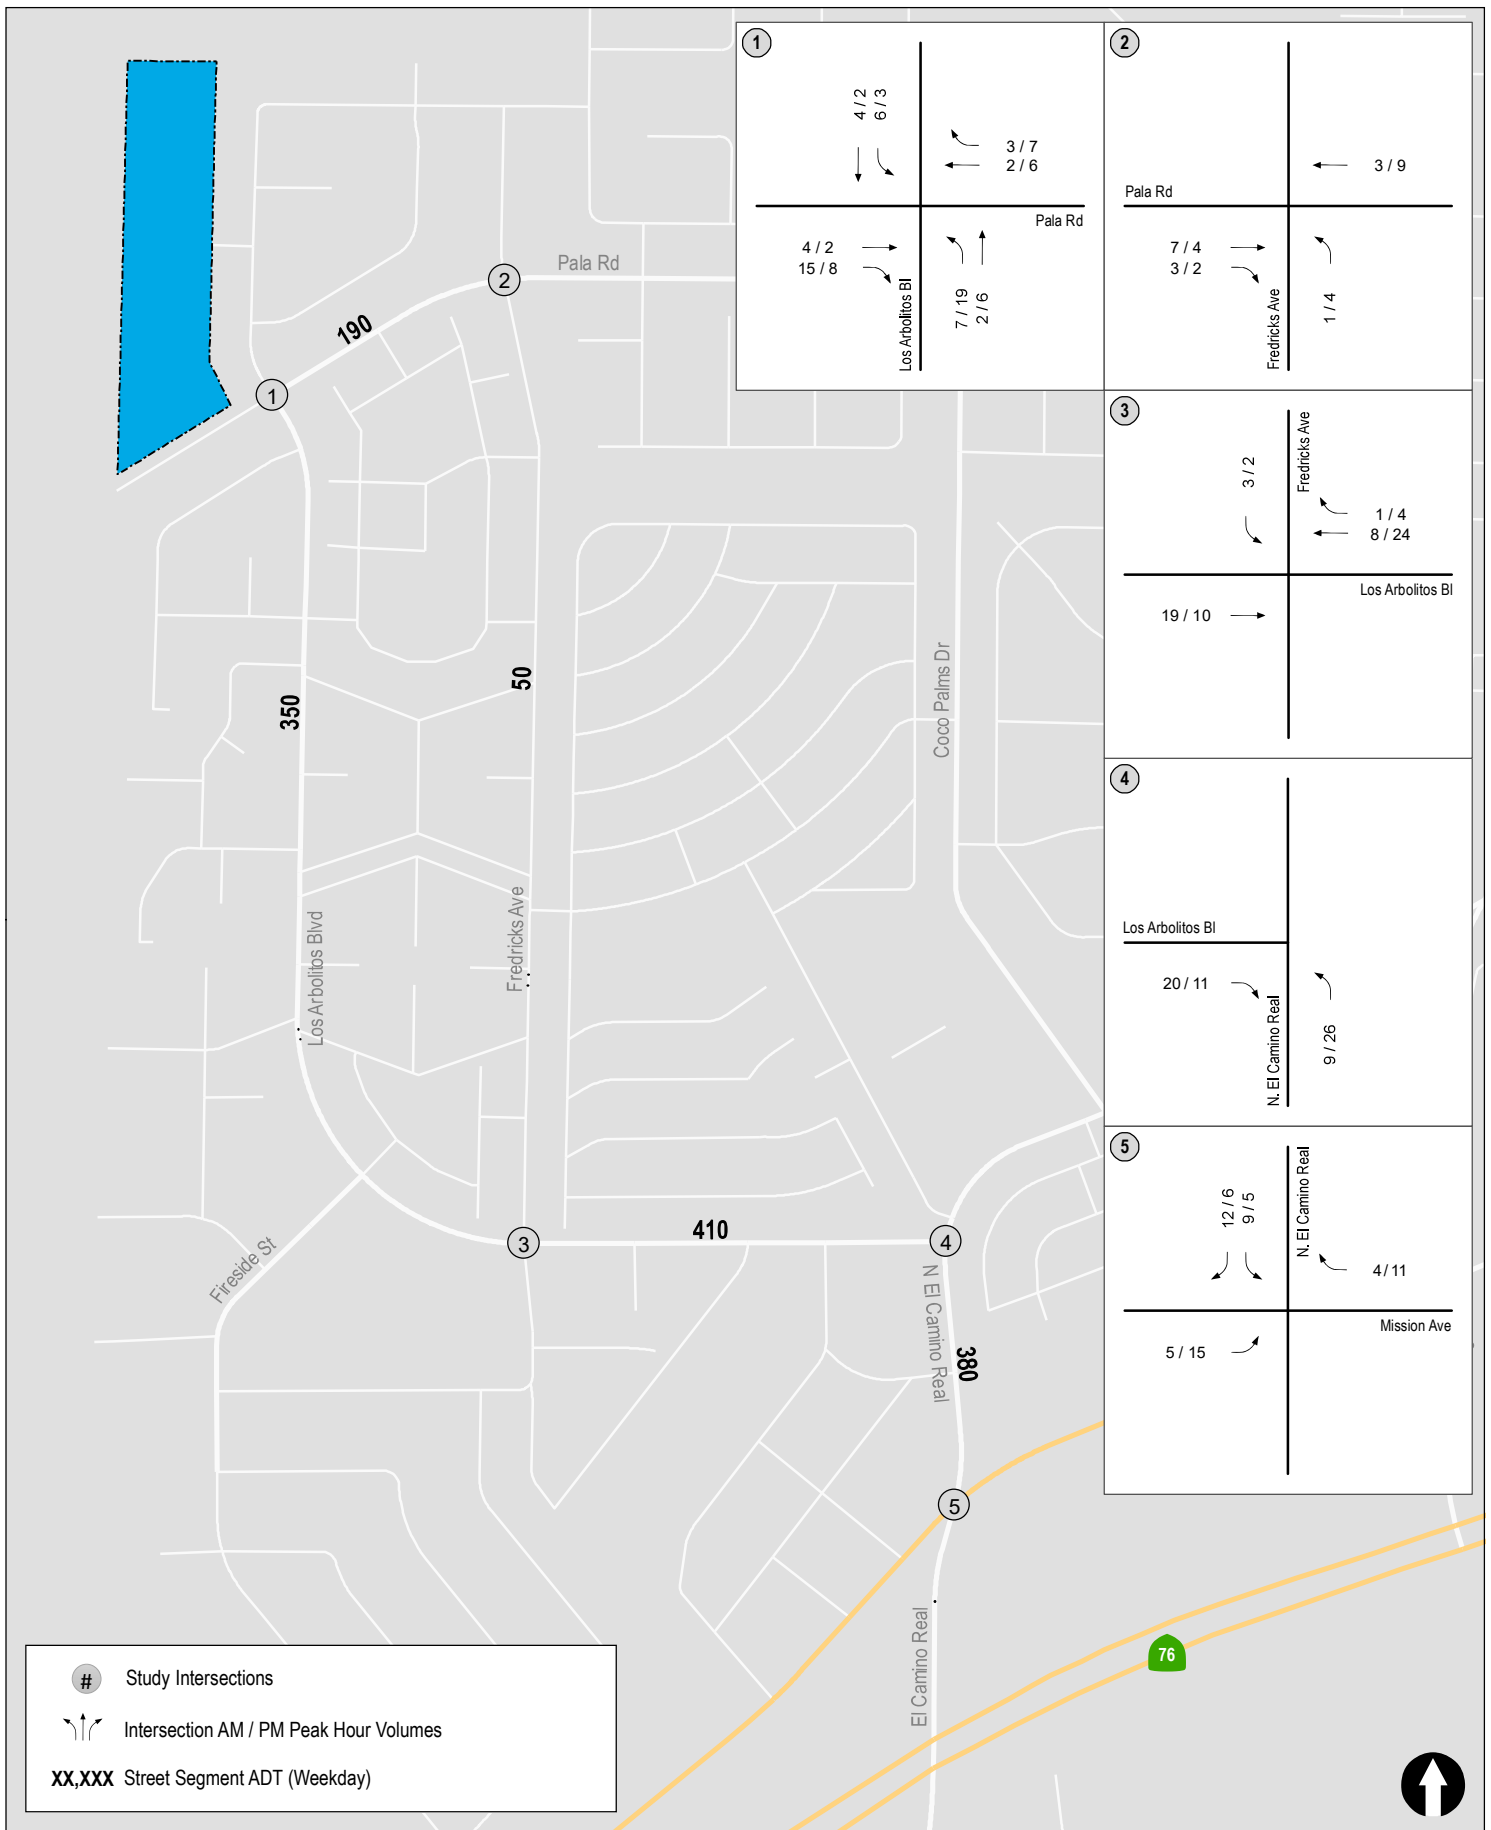 1
4 / 2
6 / 3
3 / 7
2 / 6
Pala Rd
4 / 2
15 / 8
Los Arbolitos Bl
7 / 19
2 / 6
2
3 / 9
Pala Rd
7 / 4
3 / 2
Fredricks Ave
1 / 4
3
3 / 2
Fredricks Ave
1 / 4
8 / 24
Los Arbolitos Bl
19 / 10
4
Los Arbolitos Bl
20 / 11
N. El Camino Real
9 / 26
5
12 / 6
9 / 5
N. El Camino Real
4 / 11
Mission Ave
5 / 15
Pala Rd
2
190
1
50
350
Coco Palms Dr
Fredricks Ave
Los Arbolitos Blvd
410
3
4
Fireside St
N El Camino Real
380
5
El Camino Real
76
# Study Intersections
Intersection AM / PM Peak Hour Volumes
XX,XXX Street Segment ADT (Weekday)